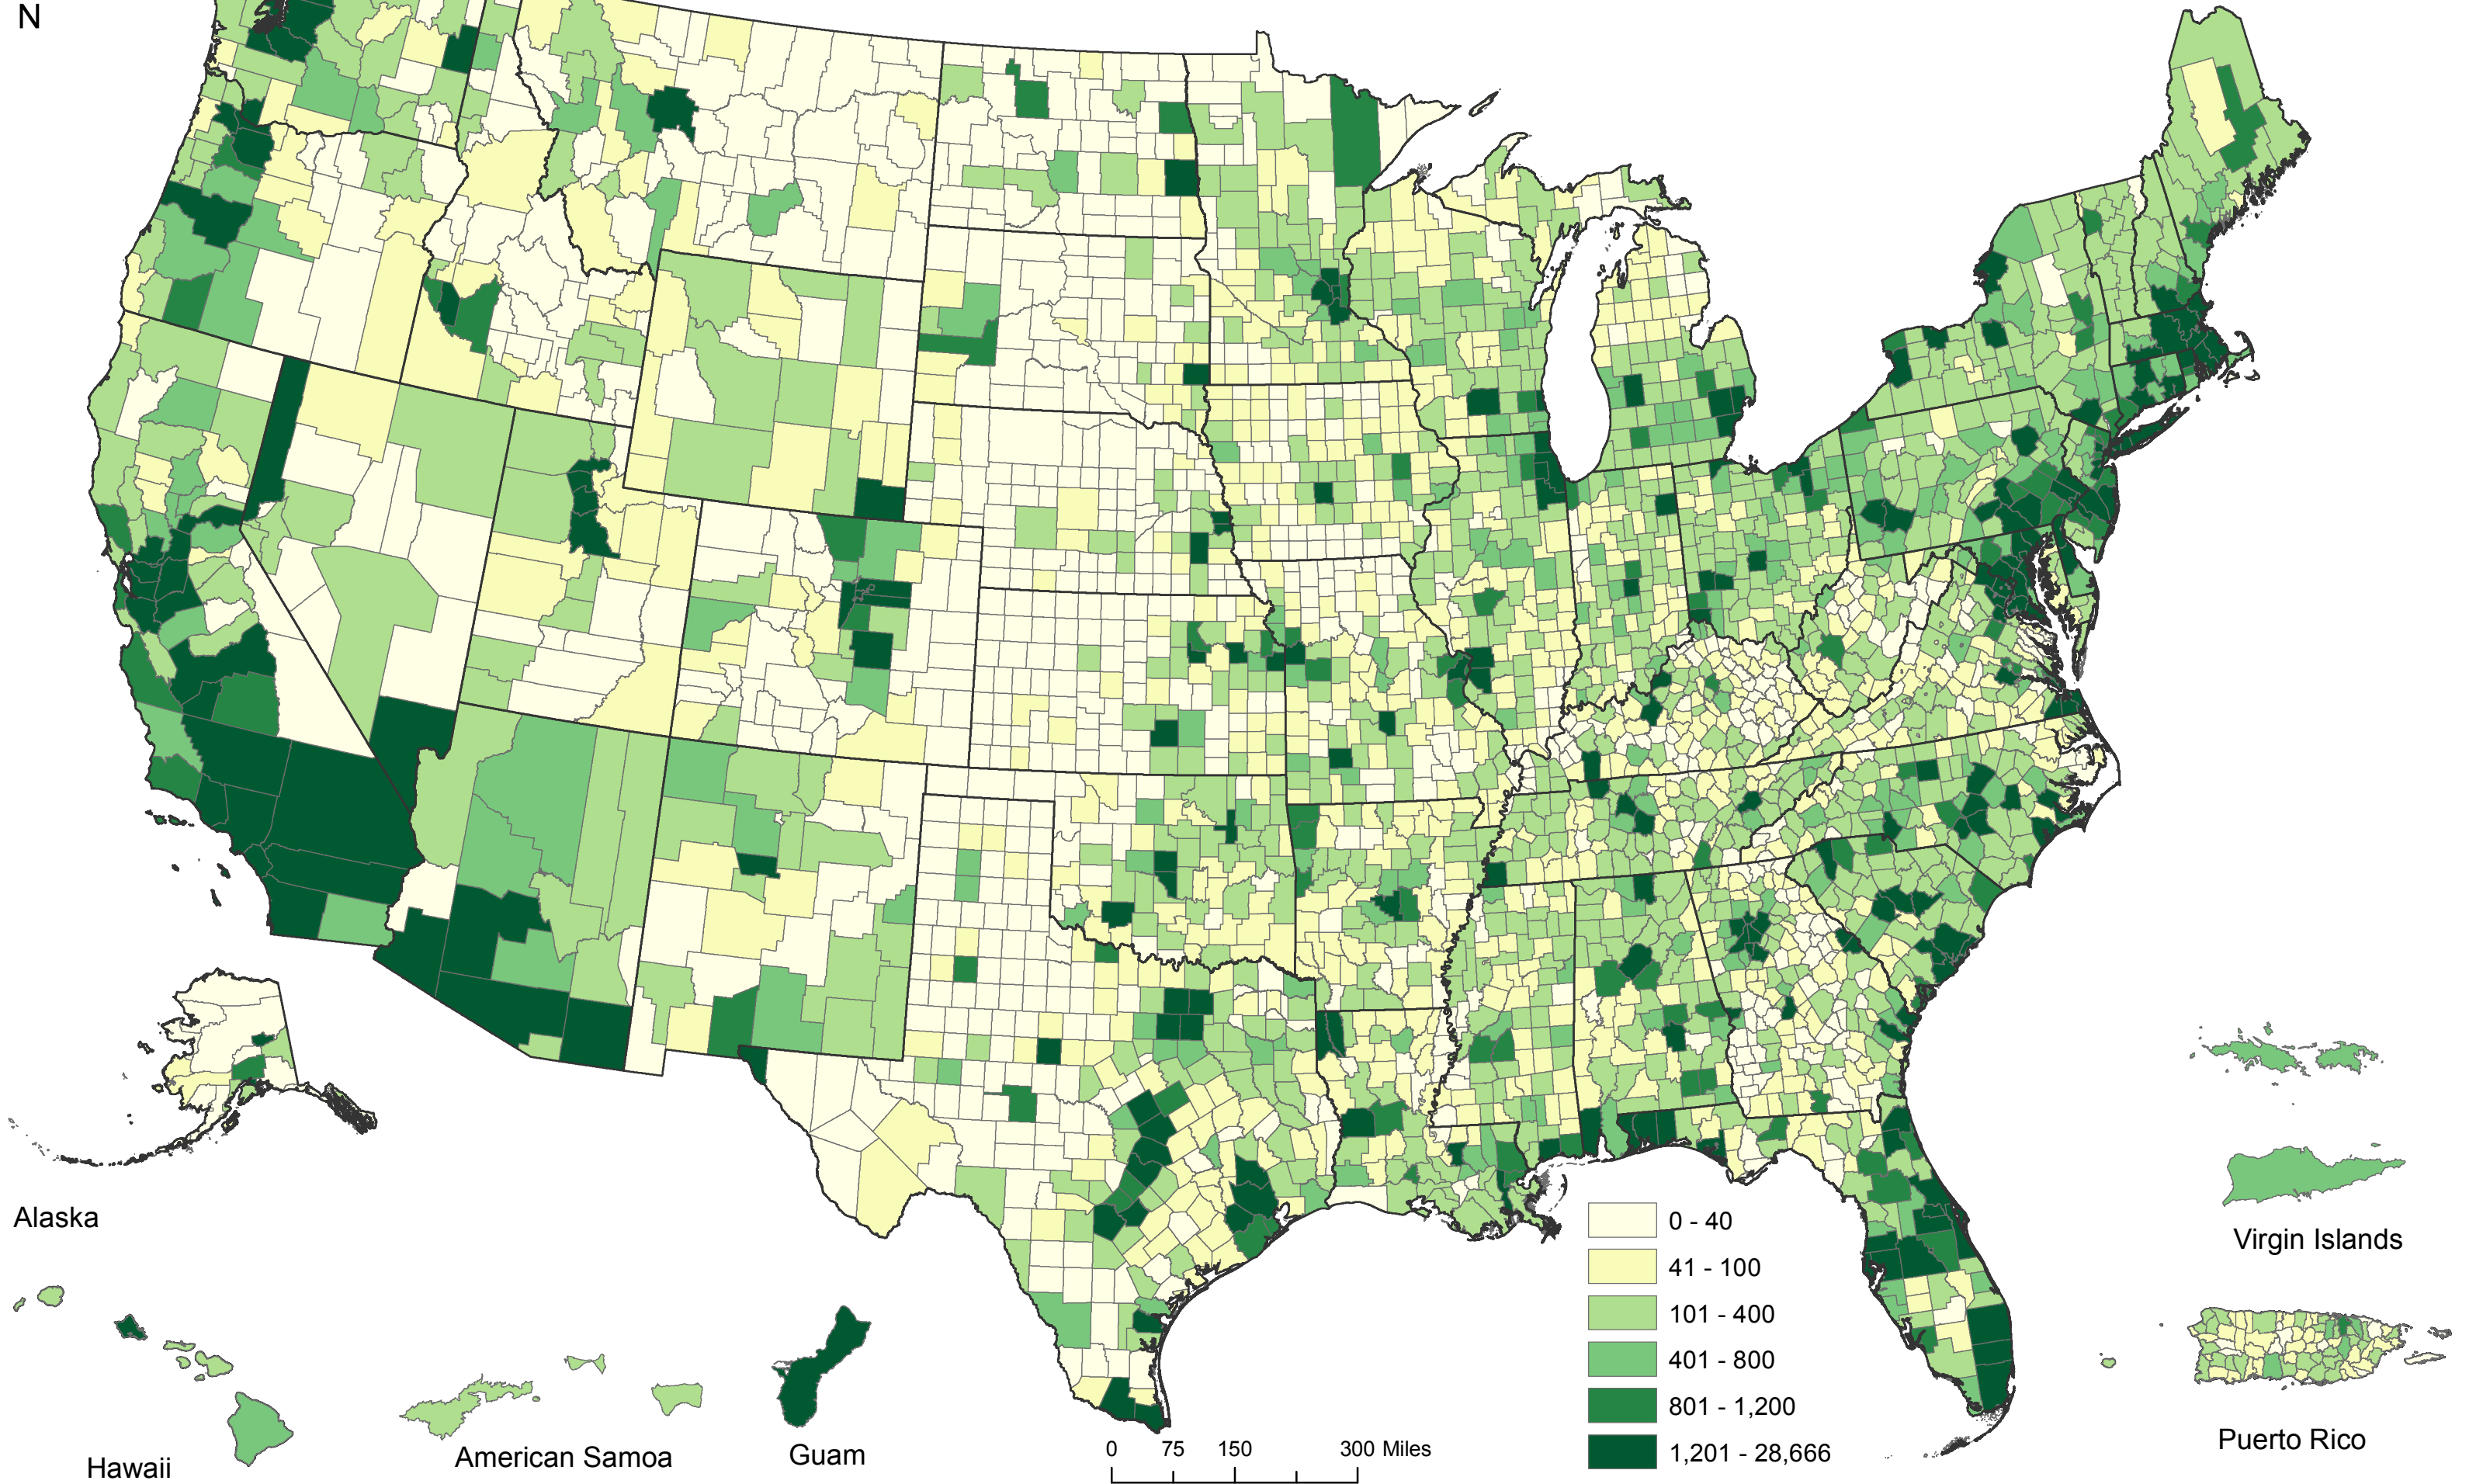 N
Alaska
Hawaii
American Samoa
Guam
0 75 150 300 Miles
0 - 40
41 - 100
101 - 400
401 - 800
801 - 1,200
1,201 - 28,666
Virgin Islands
Puerto Rico